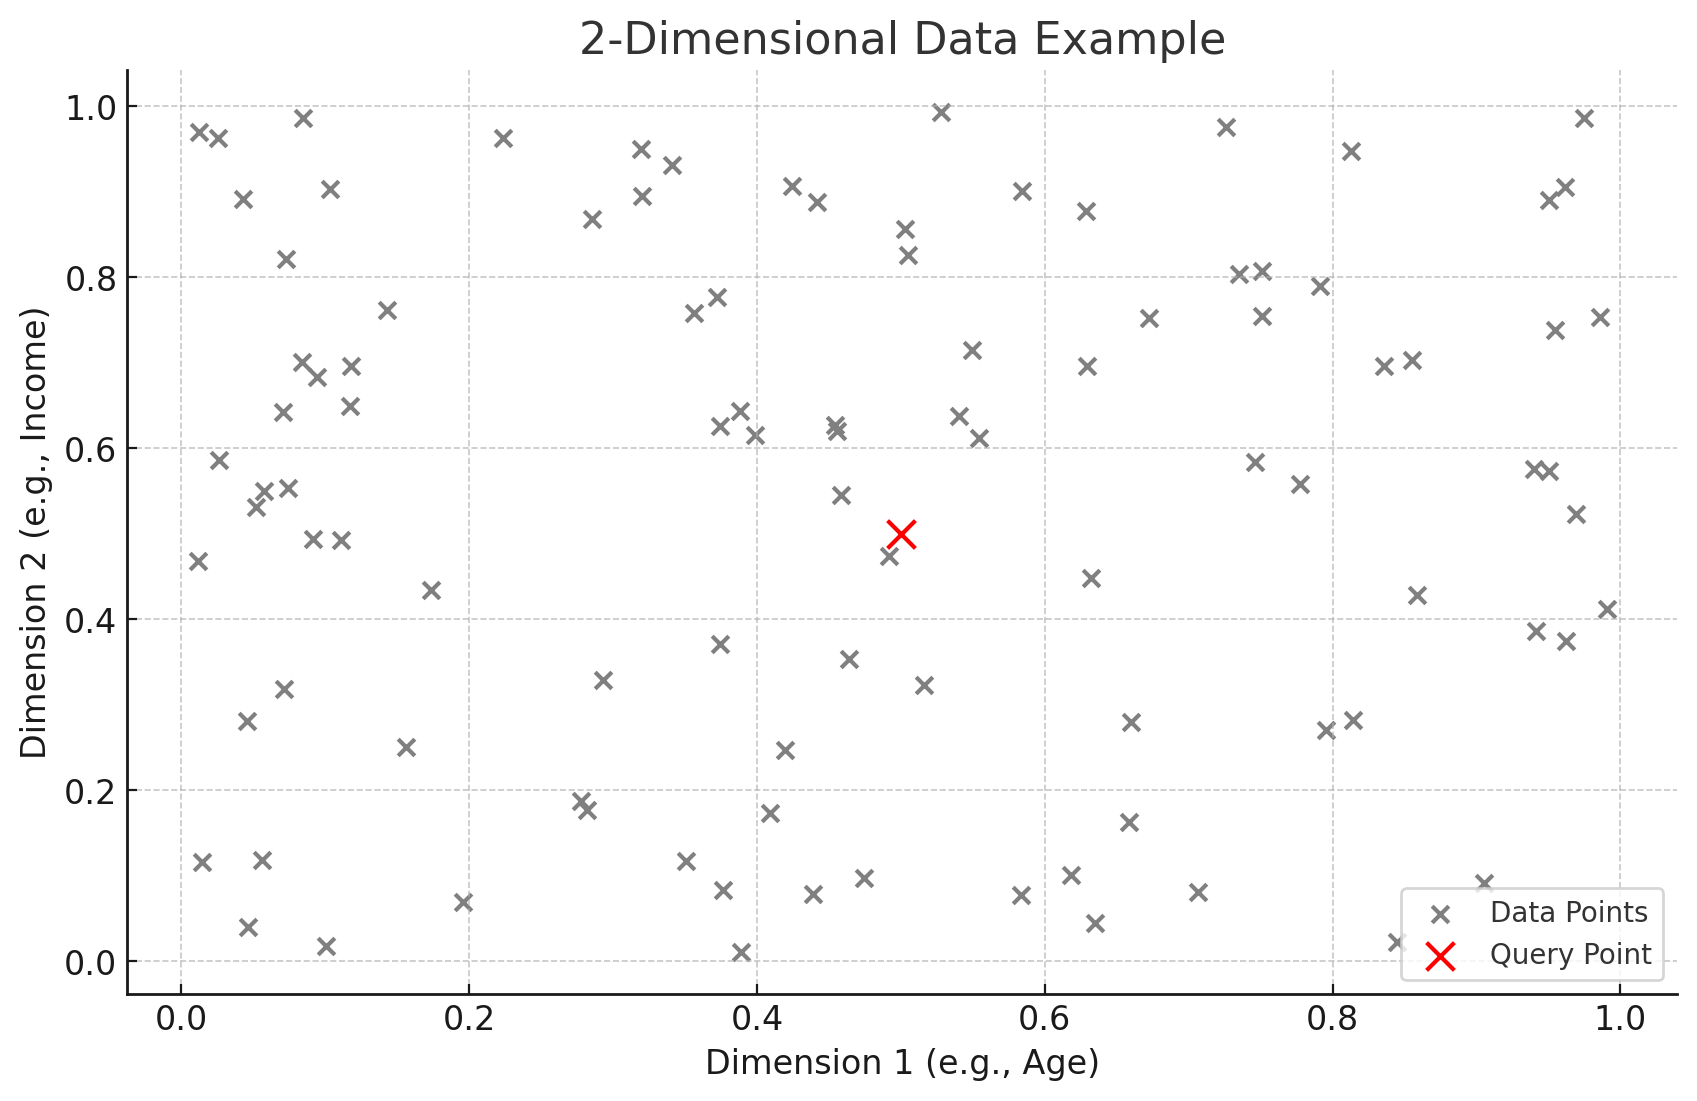 2-Dimensional Data Example
Dimension 2 (e.g., Income)
1.0
0.8
0.6
0.4
0.2
0.0
Data Points
Query Point
0.0 0.2 0.4 0.6 0.8 1.0
Dimension 1 (e.g., Age)